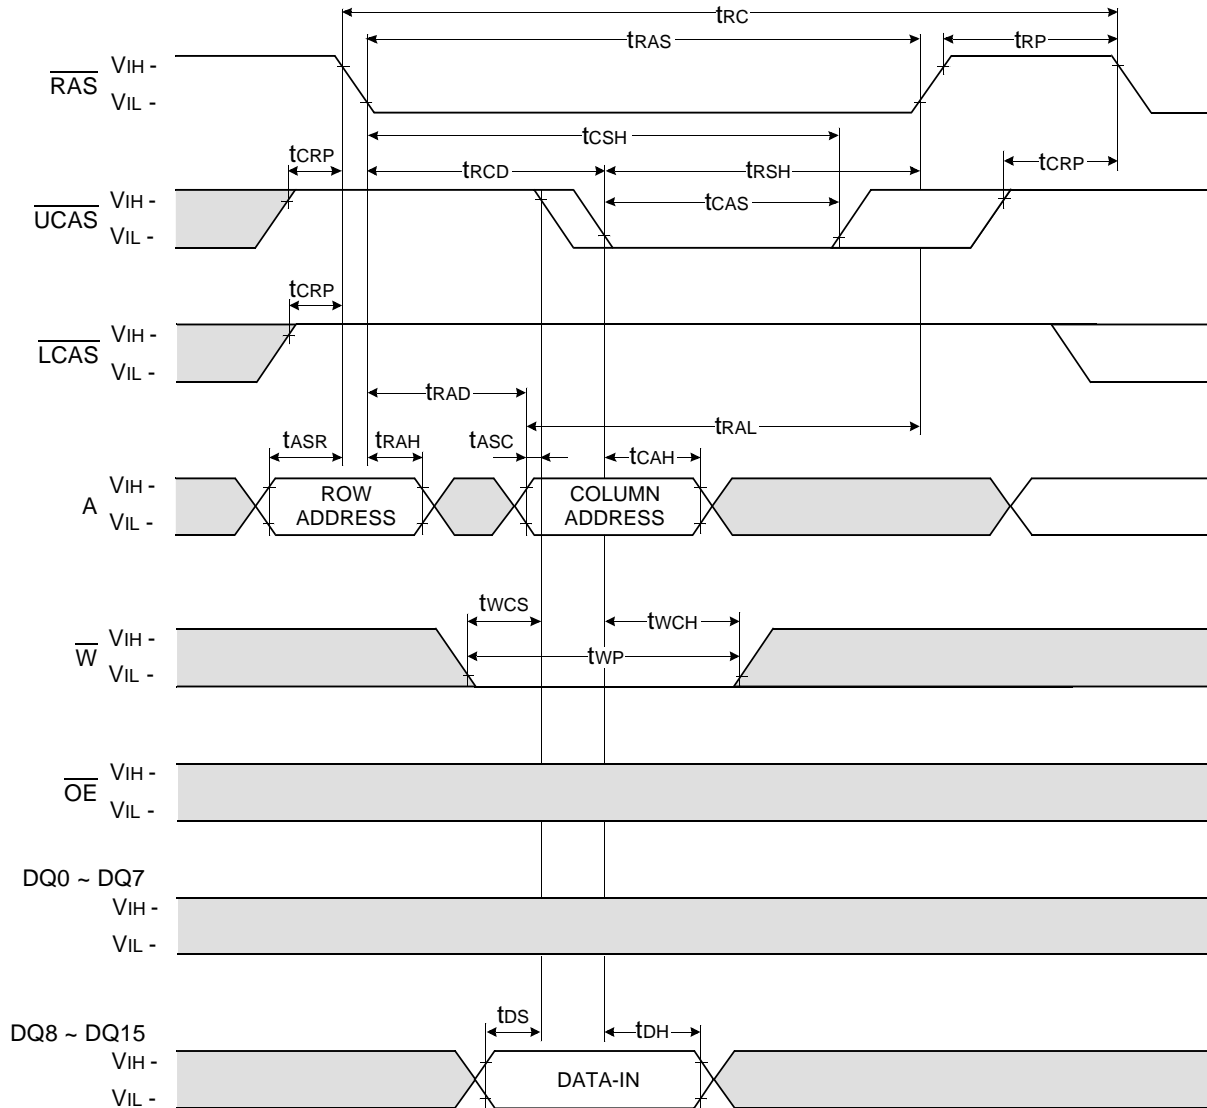 tRC
tRAS
tRP
RAS
VIH -
VIL -
tCSH
tCRP
tRCD
tRSH
tCRP
UCAS
VIH -
VIL -
tCAS
tCRP
LCAS
VIH -
VIL -
tRAD
tRAL
tASR
tRAH
tASC
tCAH
A
VIH -
VIL -
ROW
ADDRESS
COLUMN
ADDRESS
tWCS
tWCH
W
VIH -
VIL -
tWP
OE
VIH -
VIL -
DQ0 ~ DQ7
VIH -
VIL -
tDS
tDH
DQ8 ~ DQ15
VIH -
VIL -
DATA-IN